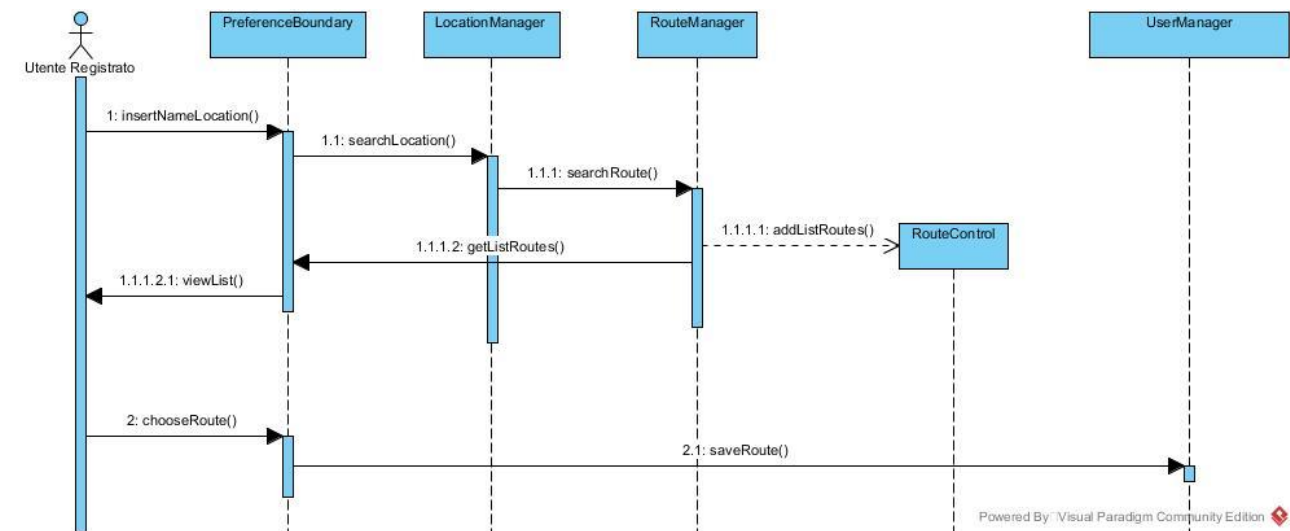 PreferenceBoundary
LocationManager
RouteManager
UserManager
Utente Registrato
1: insertNameLocation()
1.1: searchLocation()
1.1.1: searchRoute()
1.1.1.1: addListRoutes()
RouteControl
1.1.1.2: getListRoutes()
1.1.1.2.1: viewList()
2: chooseRoute()
2.1: saveRoute()
Powered By Visual Paradigm Community Edition